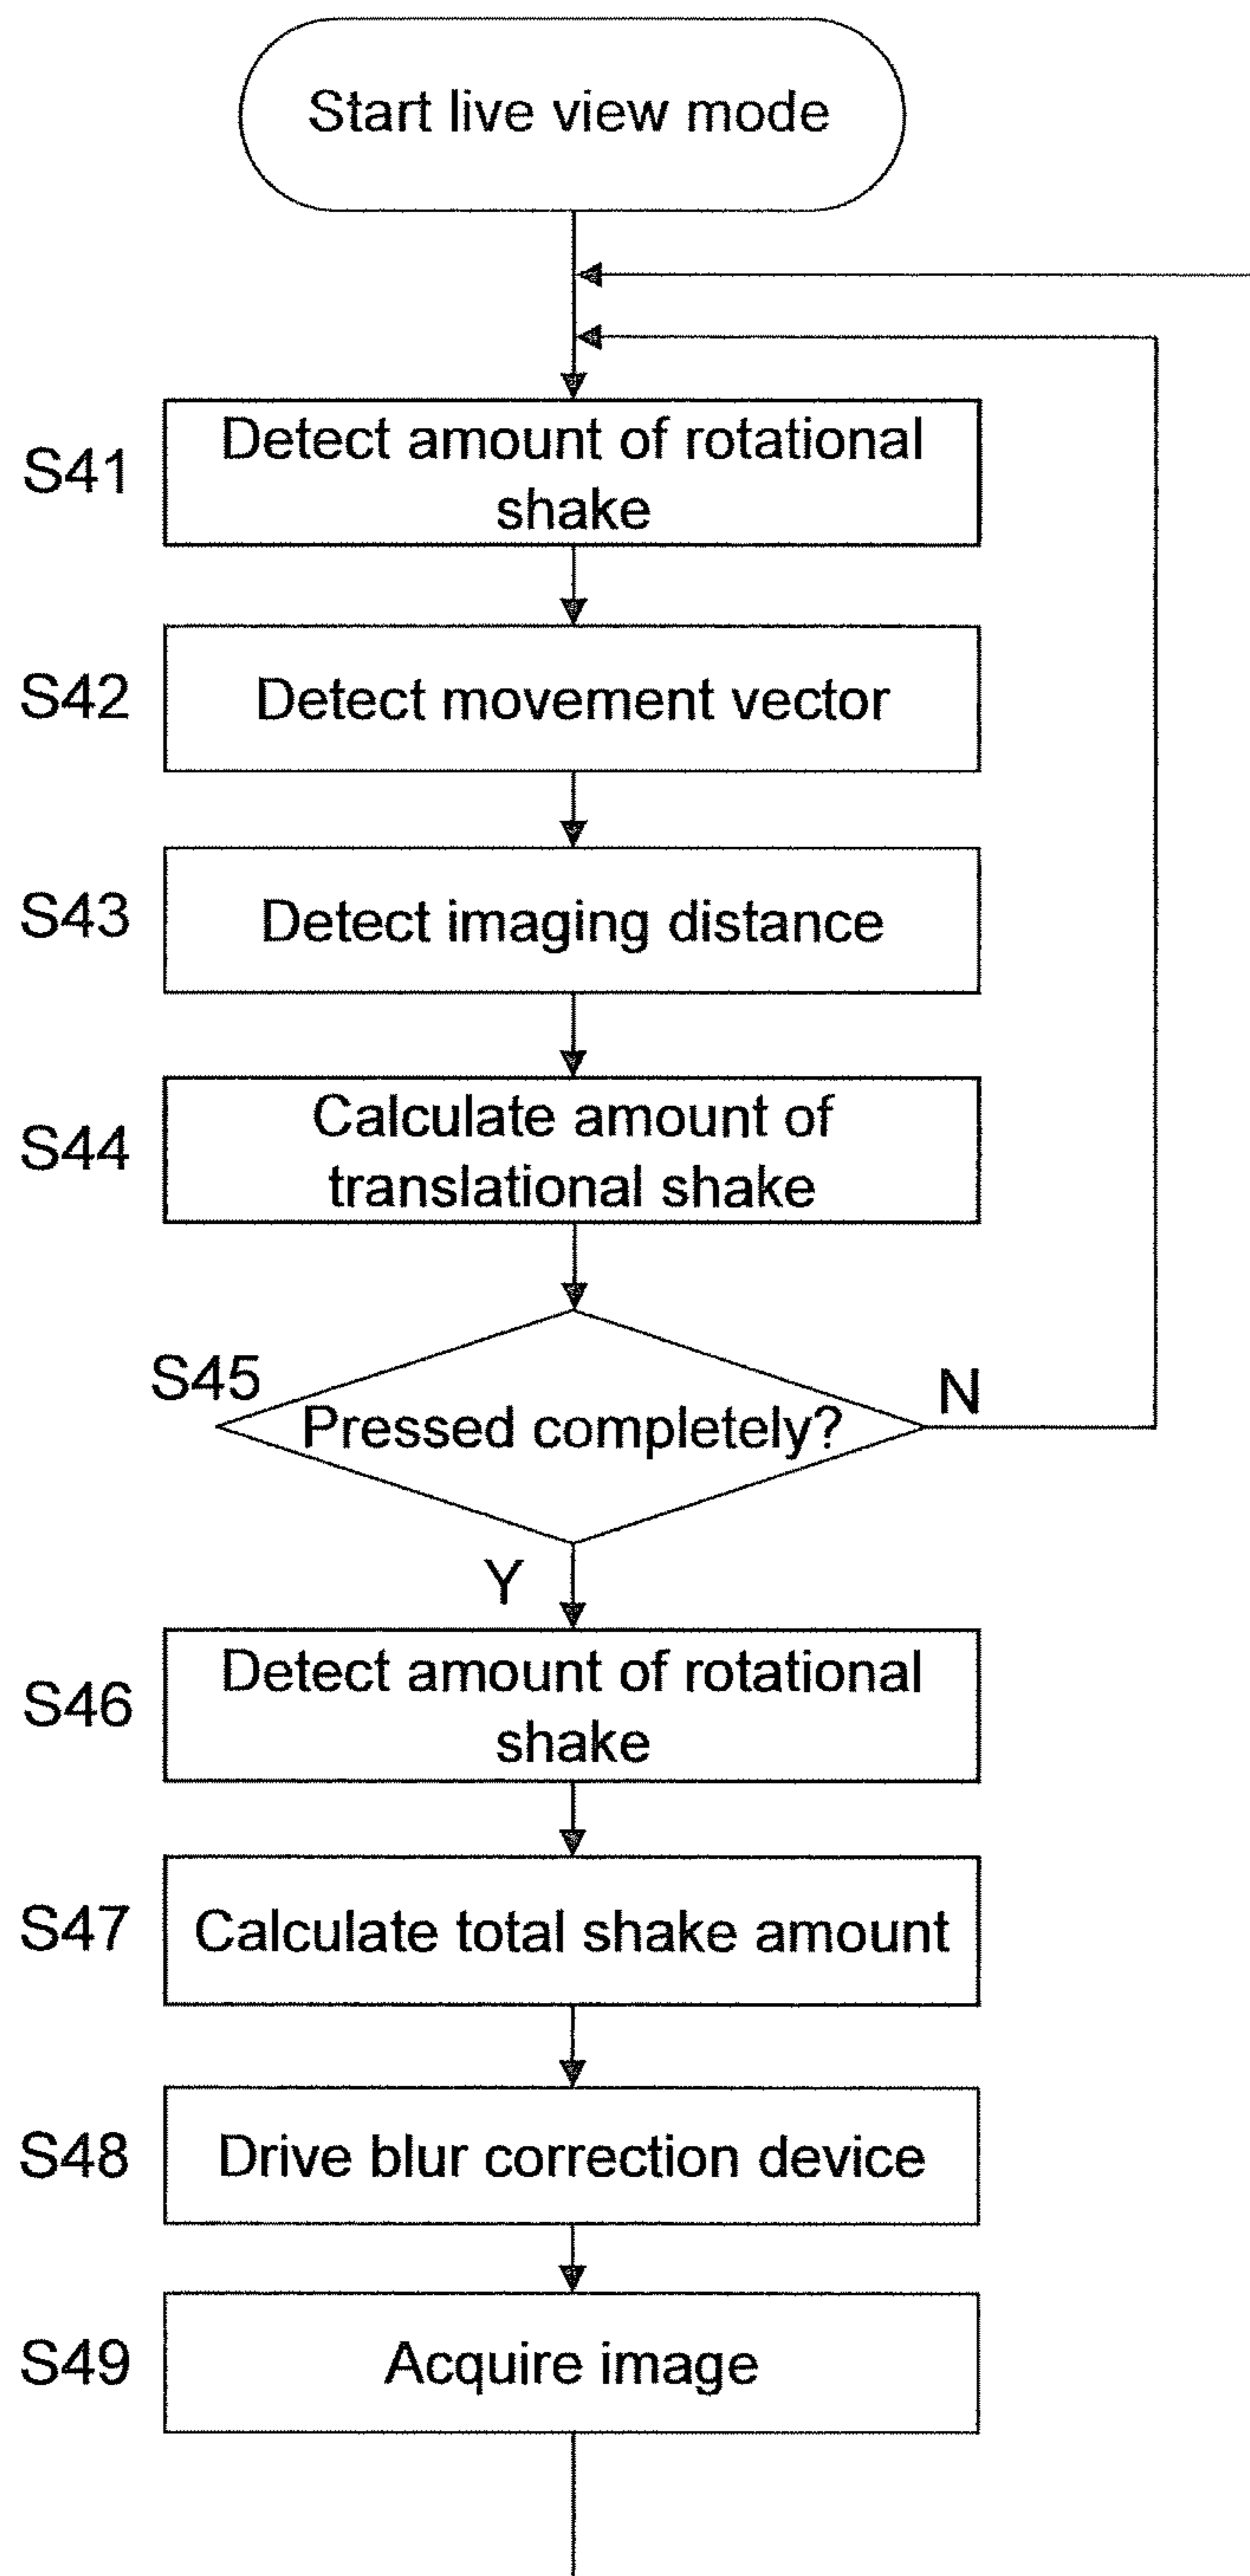 Start live view mode
S41
Detect amount of rotational
shake
S42
Detect movement vector
S43
Detect imaging distance
S44
Calculate amount of
translational shake
S45
Pressed completely?
N
Y
S46
Detect amount of rotational
shake
S47
Calculate total shake amount
S48
Drive blur correction device
S49
Acquire image